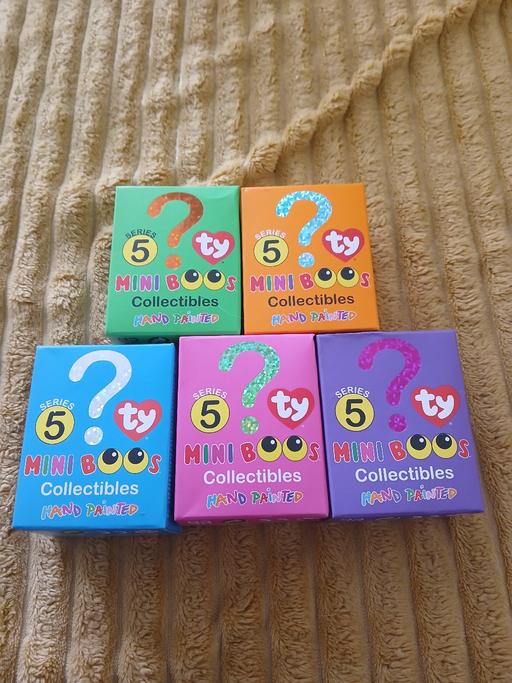 ?
SERIES
5
ty
MINI BOOS
Collectibles
HAND PAINTED
?
SERIES
5
ty
MINI BOOS
Collectibles
HAND PAINTED
?
SERIES
5
ty
MINI BOOS
Collectibles
HAND PAINTED
?
SERIES
5
ty
MINI BOOS
Collectibles
HAND PAINTED
?
SERIES
5
ty
MINI BOOS
Collectibles
HAND PAINTED